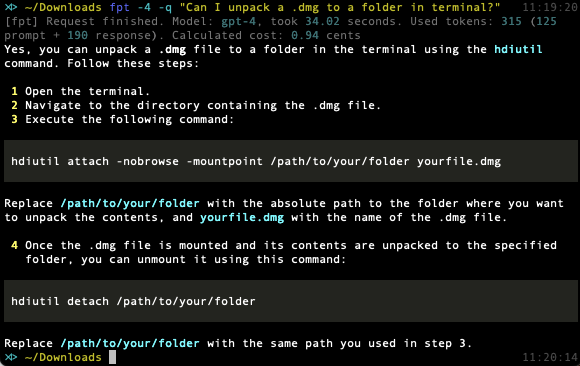 ~/Downloads fpt -4 -q "Can I unpack a .dmg to a folder in terminal?" 11:19:20
[fpt] Request finished. Model: gpt-4, took 34.02 seconds. Used tokens: 315 (125
prompt + 190 response). Calculated cost: 0.94 cents
Yes, you can unpack a .dmg file to a folder in the terminal using the hdiutil
command. Follow these steps:
1 Open the terminal.
2 Navigate to the directory containing the .dmg file.
3 Execute the following command:
hdiutil attach -nobrowse -mountpoint /path/to/your/folder yourfile.dmg
Replace /path/to/your/folder with the absolute path to the folder where you want
to unpack the contents, and yourfile.dmg with the name of the .dmg file.
4 Once the .dmg file is mounted and its contents are unpacked to the specified
folder, you can unmount it using this command:
hdiutil detach /path/to/your/folder
Replace /path/to/your/folder with the same path you used in step 3.
~/Downloads 11:20:14